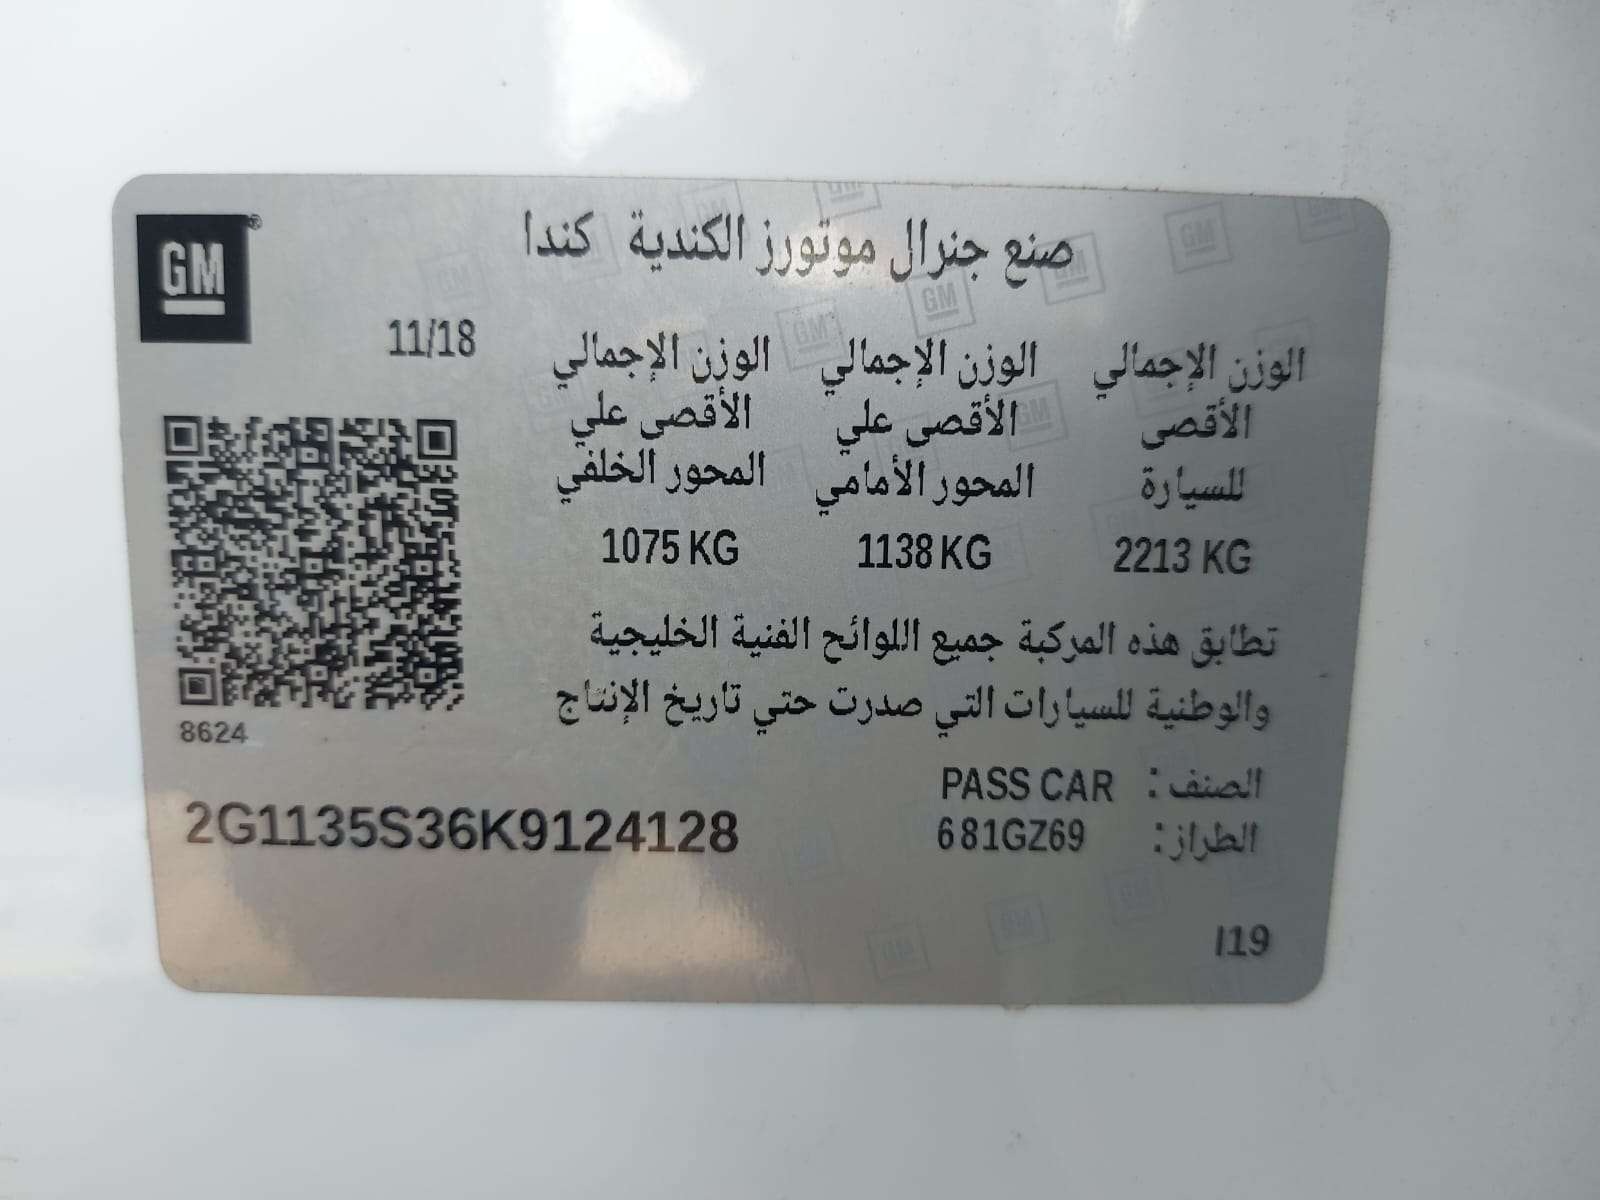 GM
صنع جنرال موتورز الكندية كندا
11/18
الوزن الإجمالي الأقصى للسيارة
2213 KG
الوزن الإجمالي الأقصى علي المحور الأمامي
1138 KG
الوزن الإجمالي الأقصى علي المحور الخلفي
1075 KG
تطابق هذه المركبة جميع اللوائح الفنية الخليجية
والوطنية للسيارات التي صدرت حتي تاريخ الإنتاج
8624
الصنف: PASS CAR
2G1135S36K9124128
الطراز: 681GZ69
I19